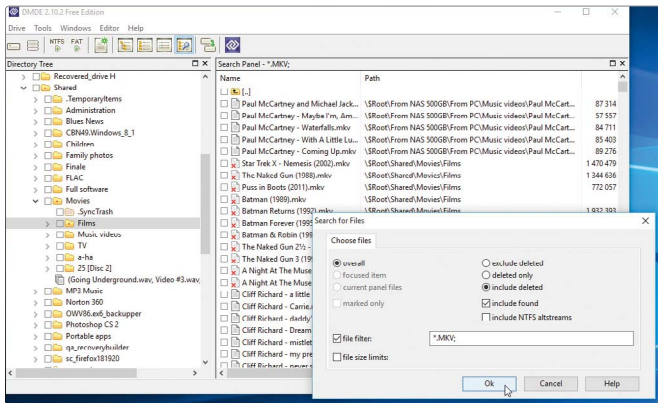 DMDE 2.10.2 Free Edition
Drive Tools Windows Editor Help
NTFS FAT
Directory Tree
Recovered_drive H
Shared
.TemporaryItems
Administration
Blues News
CBN49.Windows_8_1
Children
Family photos
Finale
FLAC
Full software
Movies
.SyncTrash
Films
Music videos
TV
a-ha
25 [Disc 2]
(Going Underground.wav, Video #3.wav,
MP3 Music
Norton 360
OWV86.ex6_backupper
Photoshop CS 2
Portable apps
qa_recoverybuilder
sc_firefox181920
Search Panel - *.MKV;
Name Path
[..]
Paul McCartney and Michael Jack... \$Root\From NAS 500GB\From PC\Music videos\Paul McCart... 87 314
Paul McCartney - Maybe I'm, Am... \$Root\From NAS 500GB\From PC\Music videos\Paul McCart... 57 557
Paul McCartney - Waterfalls.mkv \$Root\From NAS 500GB\From PC\Music videos\Paul McCart... 84 711
Paul McCartney - With A Little Lu... \$Root\From NAS 500GB\From PC\Music videos\Paul McCart... 85 403
Paul McCartney - Coming Up.mkv \$Root\From NAS 500GB\From PC\Music videos\Paul McCart... 89 276
Star Trek X - Nemesis (2002).mkv \$Root\Shared\Movies\Films 1 470 479
The Naked Gun (1988).mkv \$Root\Shared\Movies\Films 1 344 636
Puss in Boots (2011).mkv \$Root\Shared\Movies\Films 772 057
Batman (1989).mkv \$Root\Shared\Movies\Films
Batman Returns (1992).mkv \$Root\Shared\Movies\Films 1 932 393
Batman Forever (199
Batman & Robin (199
The Naked Gun 2½ -
The Naked Gun 3 (19
A Night At The Muse
A Night At The Muse
Cliff Richard - a little
Cliff Richard - Carrie.
Cliff Richard - daddy'
Cliff Richard - Dream
Cliff Richard - mistlet
Cliff Richard - my pre
Cliff Richard - never s
Search for Files
Choose files
overall
exclude deleted
focused item
deleted only
current panel files
include deleted
marked only
include found
include NTFS altstreams
file filter: *.MKV;
file size limits:
Ok Cancel Help